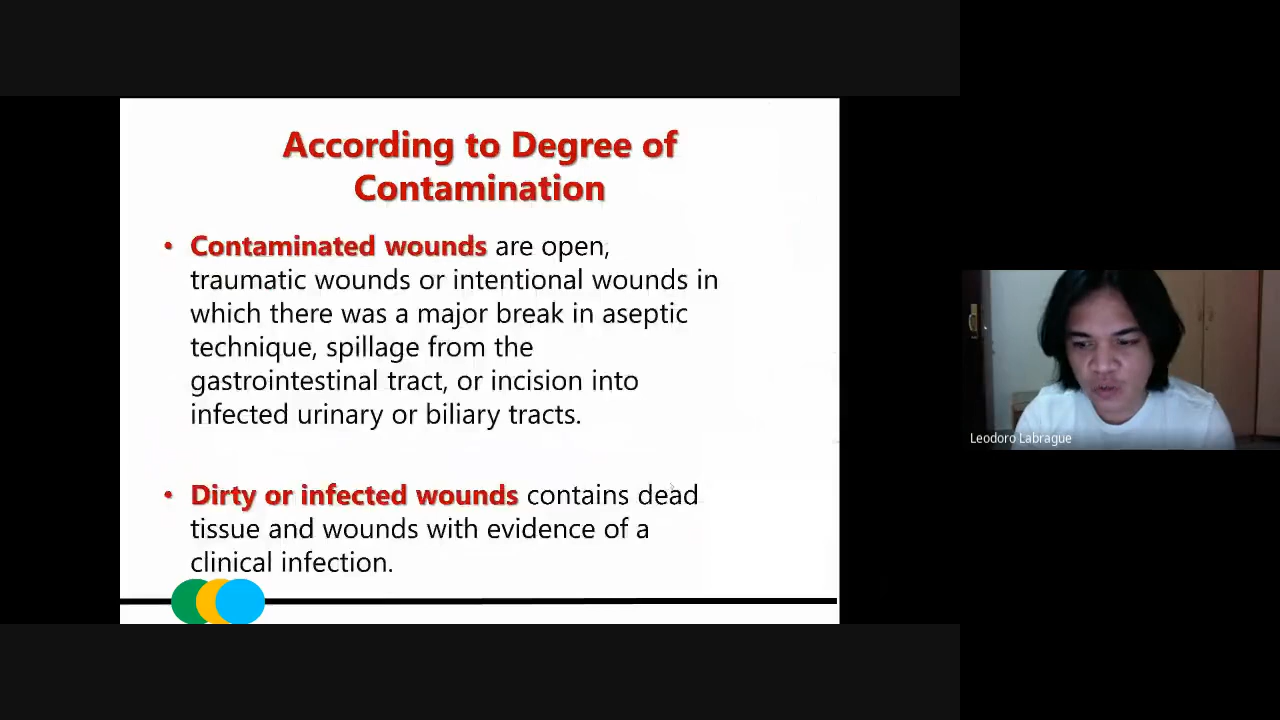 According to Degree of
Contamination
• Contaminated wounds are open,
traumatic wounds or intentional wounds in
which there was a major break in aseptic
technique, spillage from the
gastrointestinal tract, or incision into
infected urinary or biliary tracts.
• Dirty or infected wounds contains dead
tissue and wounds with evidence of a
clinical infection.
Leodoro Labrague